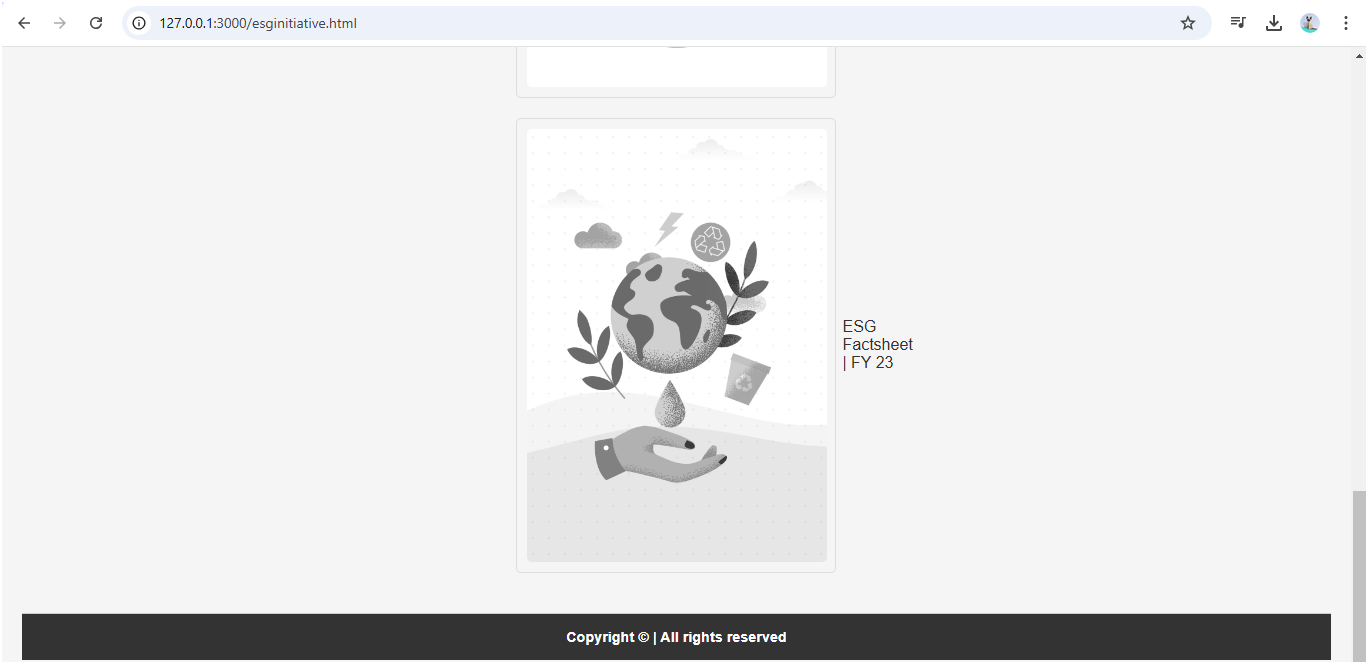 127.0.0.1:3000/esginitiative.html
ESG
Factsheet
| FY 23
Copyright © | All rights reserved